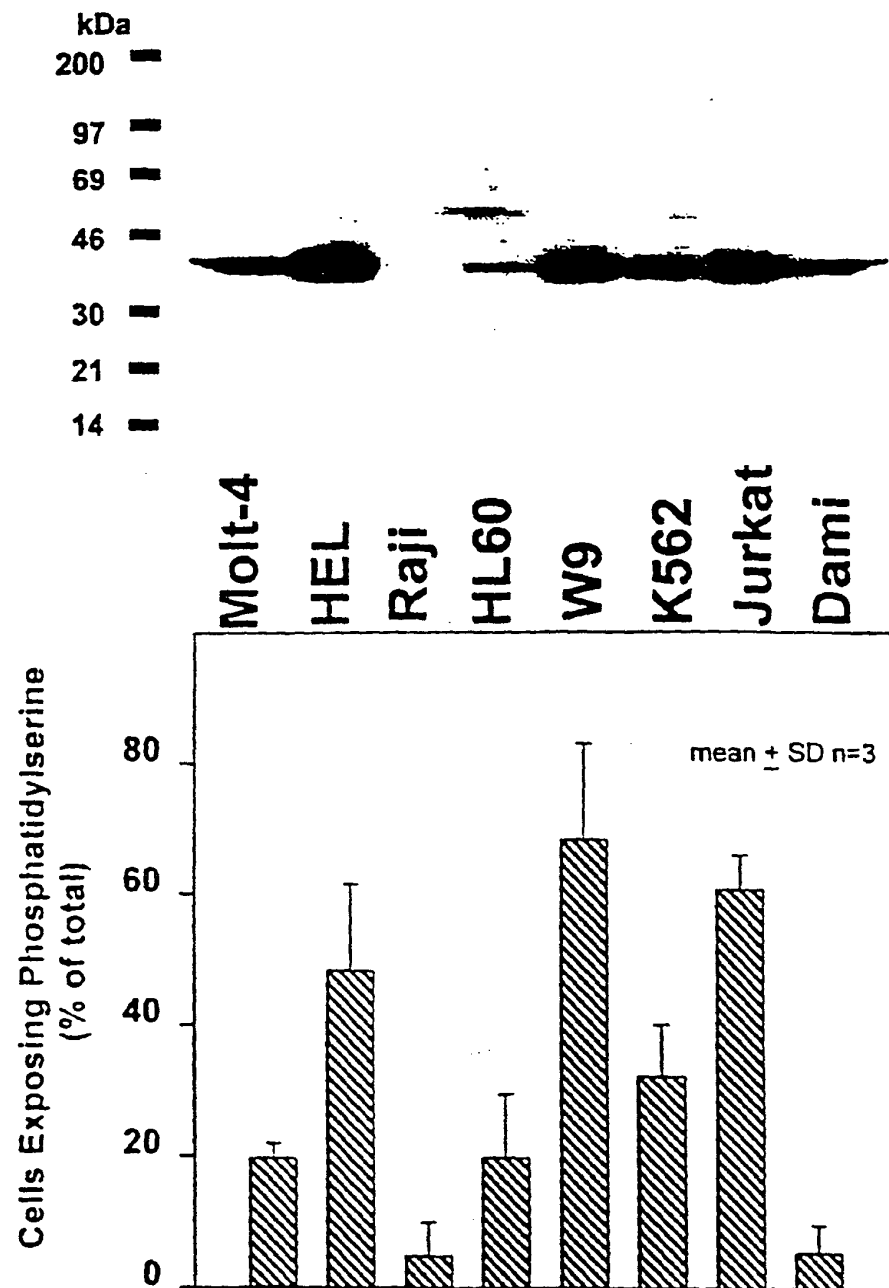 kDa
200
97
69
46
30
21
14
Molt-4
HEL
Raji
HL60
W9
K562
Jurkat
Dami
Cells Exposing Phosphatidylserine
(% of total)
80
60
40
20
0
mean ± SD n=3